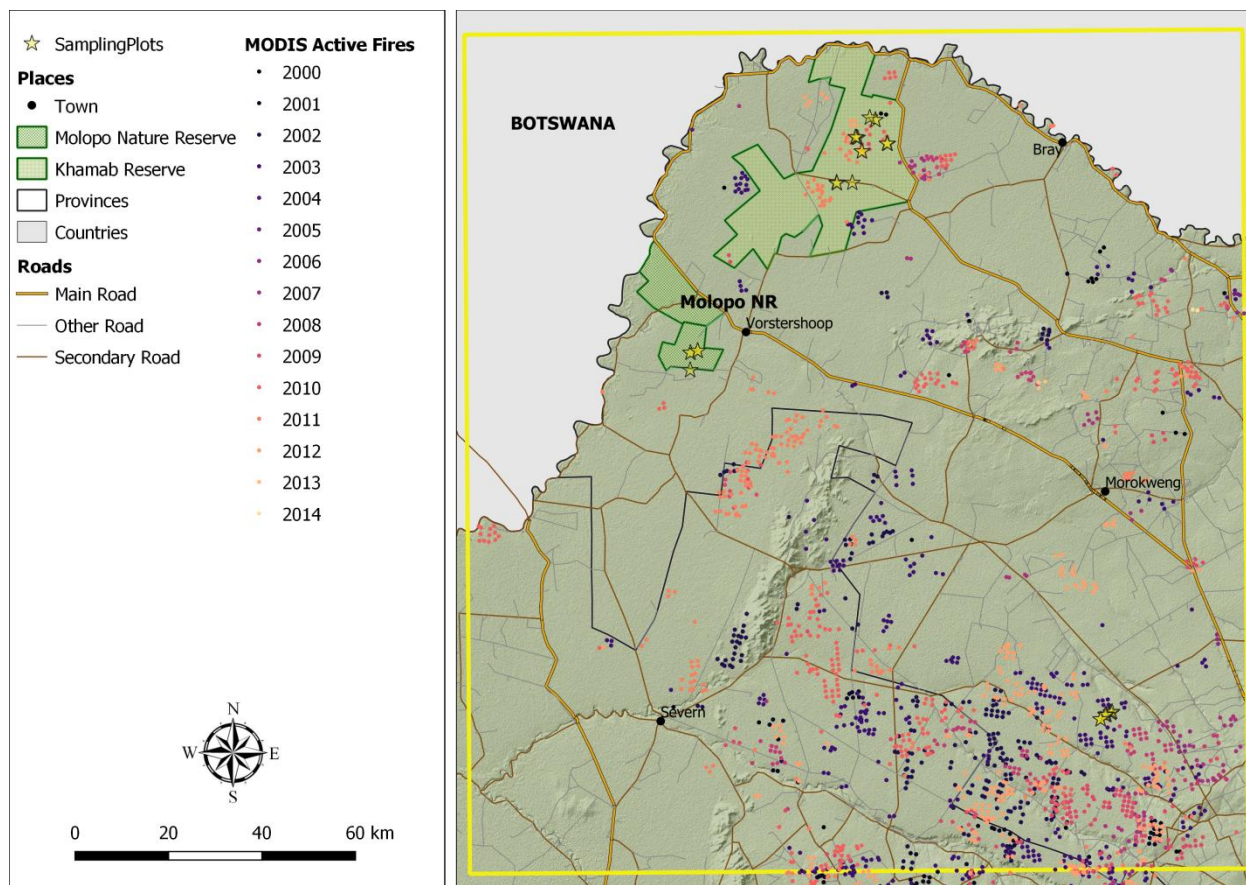 SamplingPlots
Places
Town
Molopo Nature Reserve
Khamab Reserve
Provinces
Countries
Roads
Main Road
Other Road
Secondary Road
MODIS Active Fires
2000
2001
2002
2003
2004
2005
2006
2007
2008
2009
2010
2011
2012
2013
2014
N
W E
S
0 20 40 60 km
BOTSWANA
Bray
Molopo NR
Vorstershoop
Morokweng
Severn